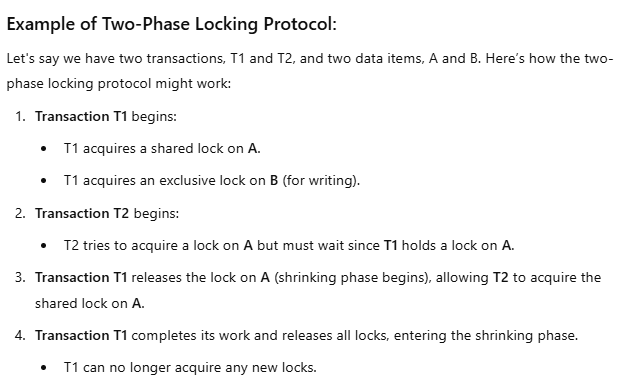 Example of Two-Phase Locking Protocol:
Let's say we have two transactions, T1 and T2, and two data items, A and B. Here's how the two-
phase locking protocol might work:
1. Transaction T1 begins:
• T1 acquires a shared lock on A.
• T1 acquires an exclusive lock on B (for writing).
2. Transaction T2 begins:
• T2 tries to acquire a lock on A but must wait since T1 holds a lock on A.
3. Transaction T1 releases the lock on A (shrinking phase begins), allowing T2 to acquire the
shared lock on A.
4. Transaction T1 completes its work and releases all locks, entering the shrinking phase.
• T1 can no longer acquire any new locks.